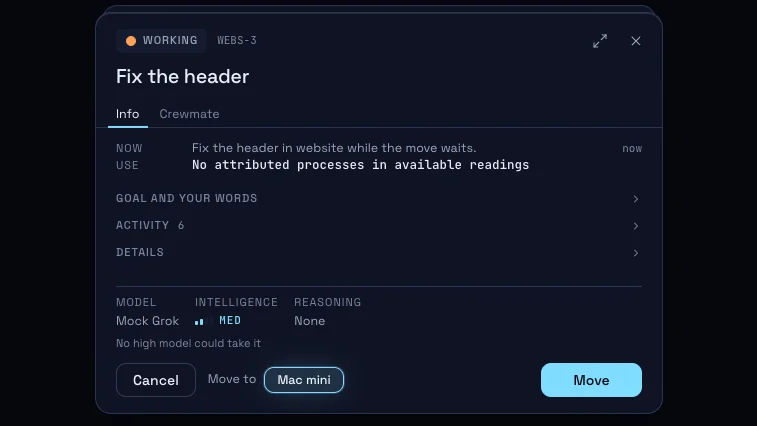 WORKING WEBS-3
Fix the header
Info Crewmate
NOW Fix the header in website while the move waits. now
USE No attributed processes in available readings
GOAL AND YOUR WORDS
ACTIVITY 6
DETAILS
MODEL INTELLIGENCE REASONING
Mock Grok MED None
No high model could take it
Cancel Move to Mac mini Move